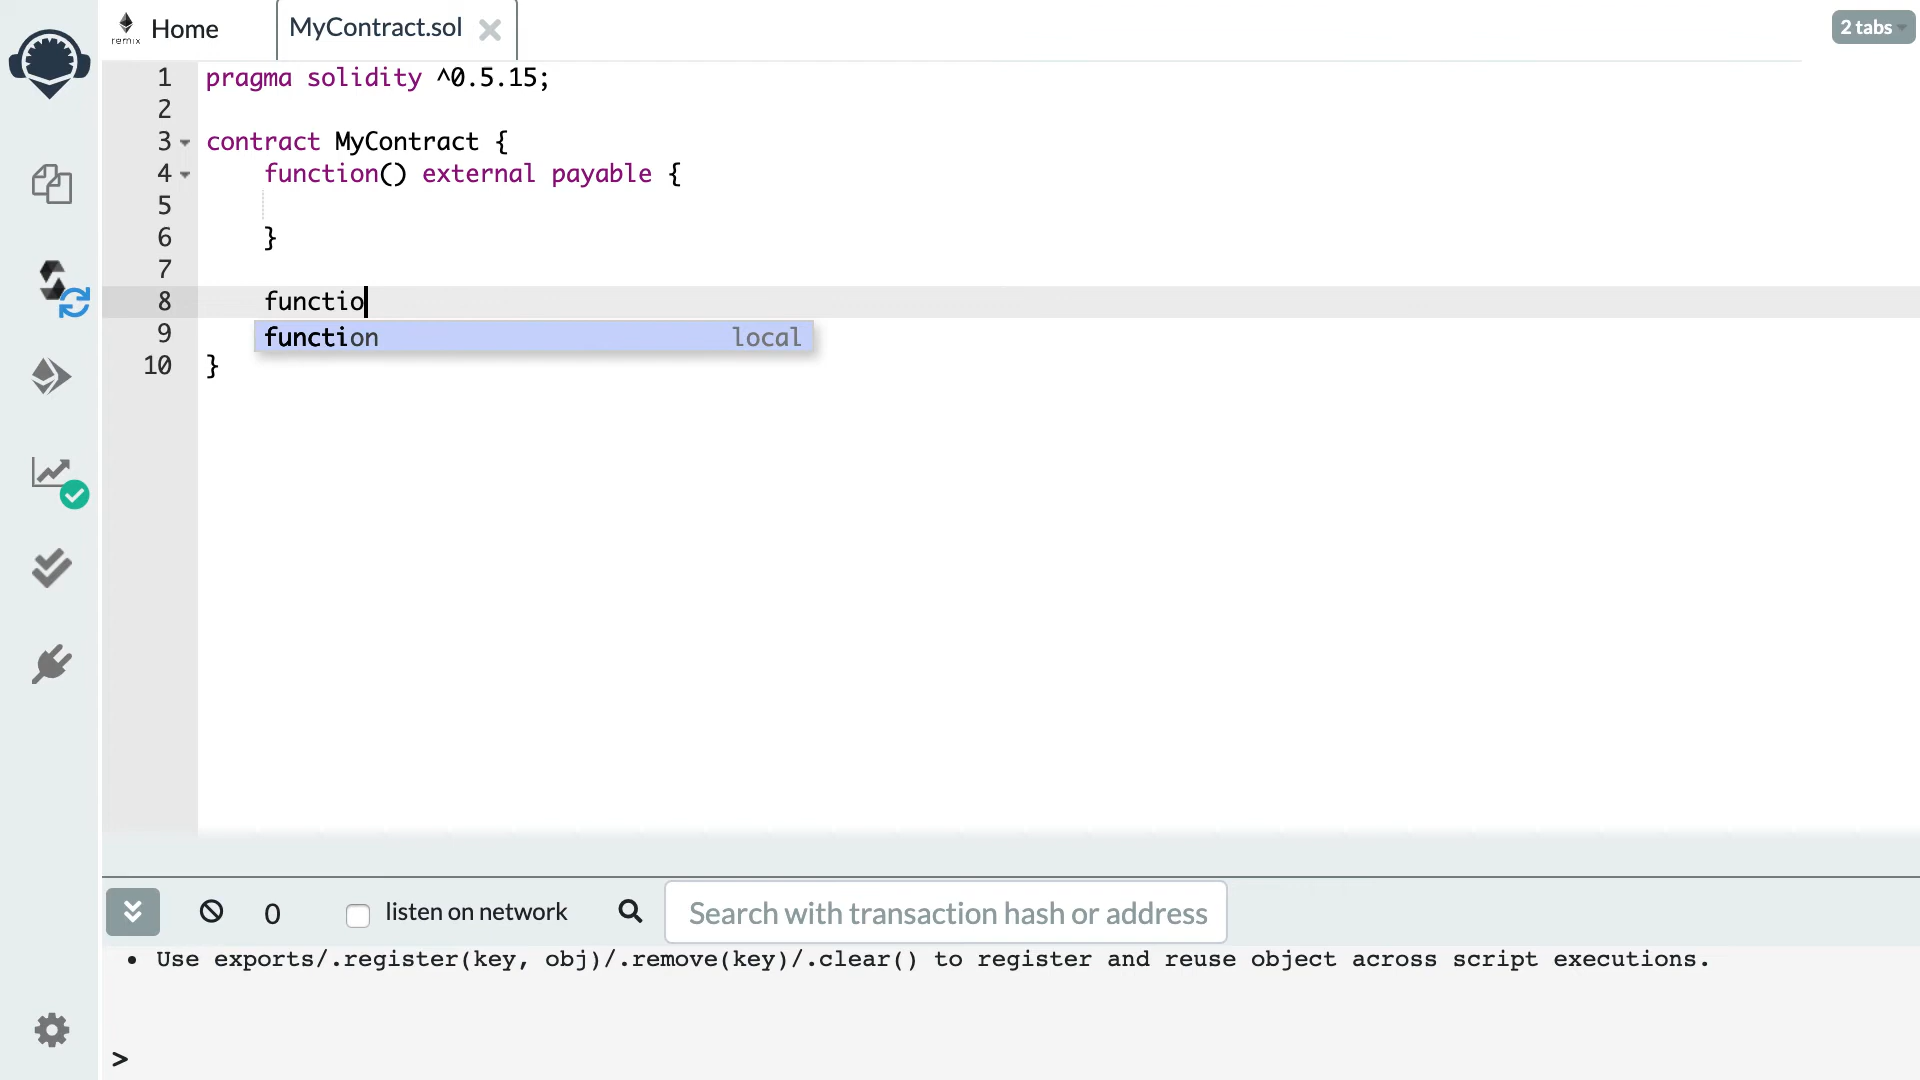 remix Home MyContract.sol 2 tabs
1 pragma solidity ^0.5.15;
2
3 contract MyContract {
4 function() external payable {
5
6 }
7
8 functio
function local
9
10 }
0 listen on network Search with transaction hash or address
• Use exports/.register(key, obj)/.remove(key)/.clear() to register and reuse object across script executions.
>